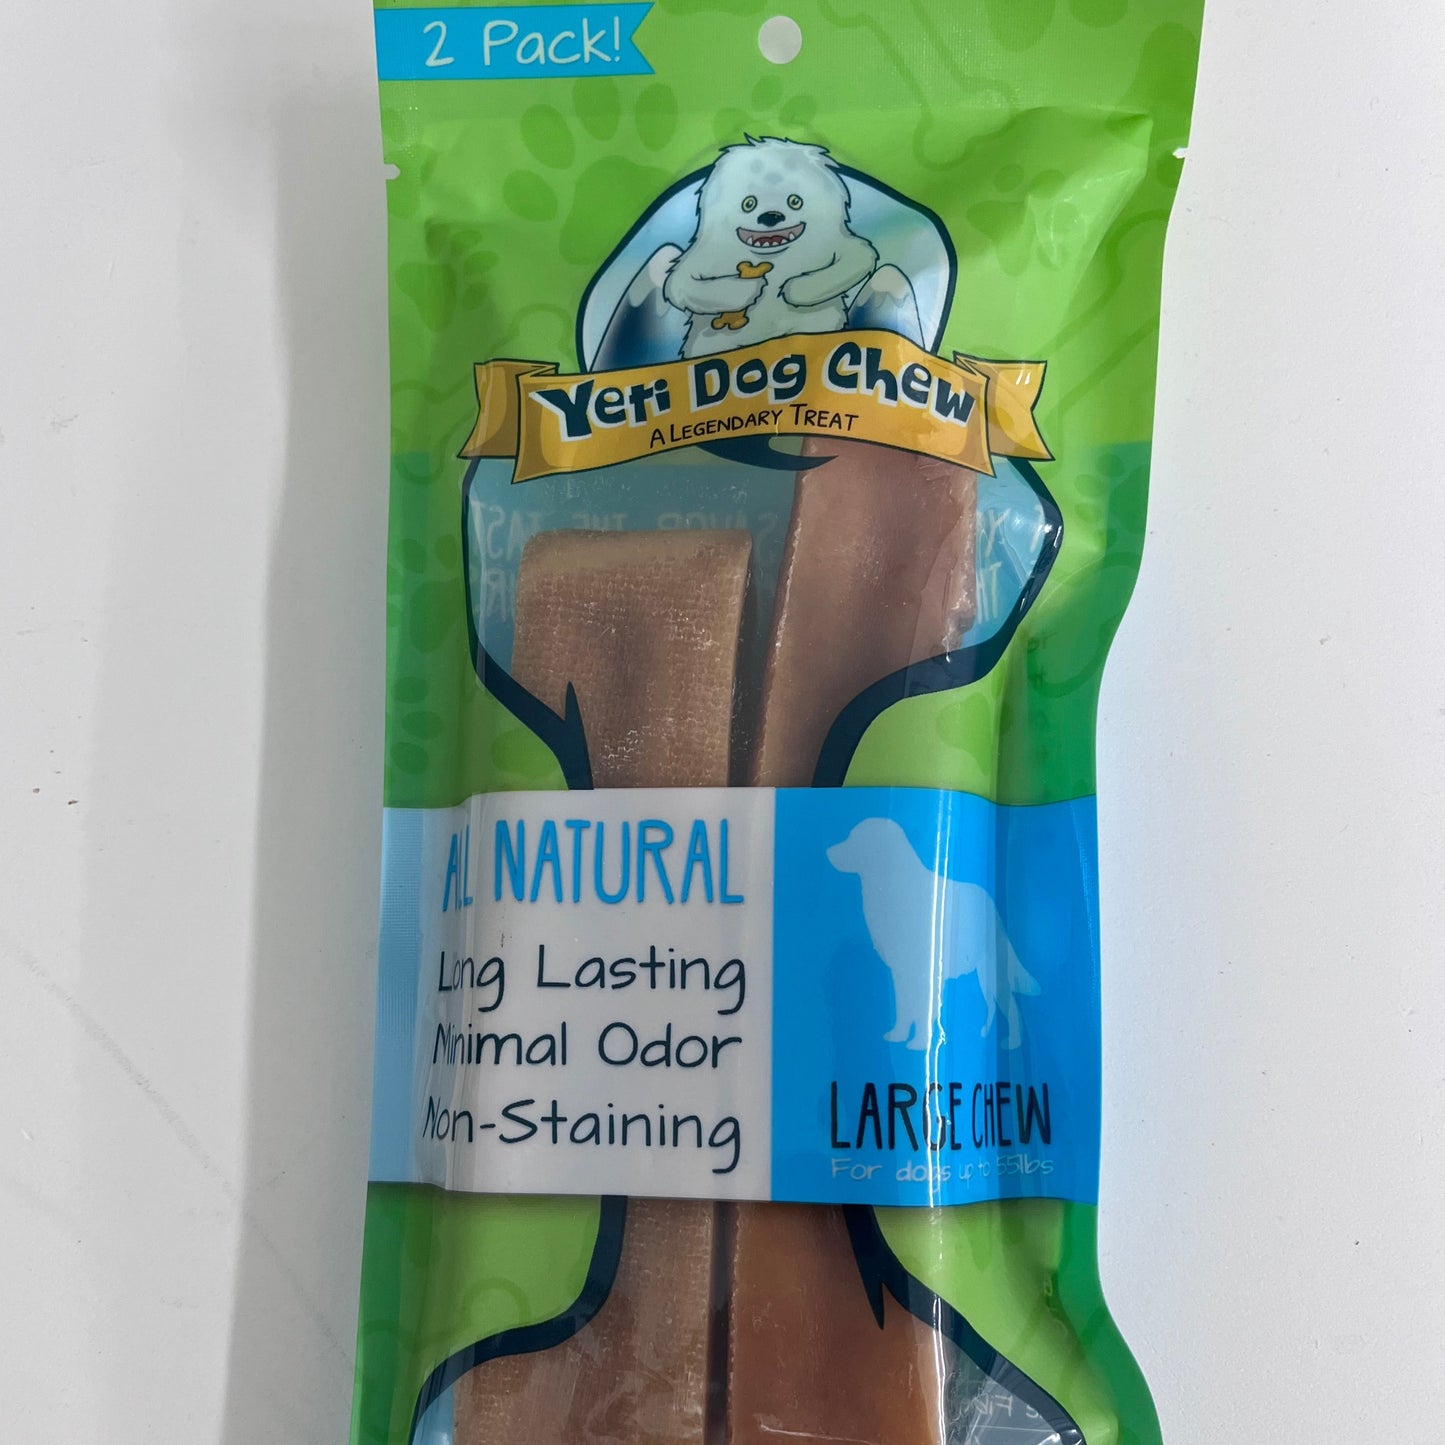 2 Pack!
Yeti Dog Chew
A LEGENDARY TREAT
ALL NATURAL
Long Lasting
Minimal Odor
Non-Staining
LARGE CHEW
For dogs up to 55lbs